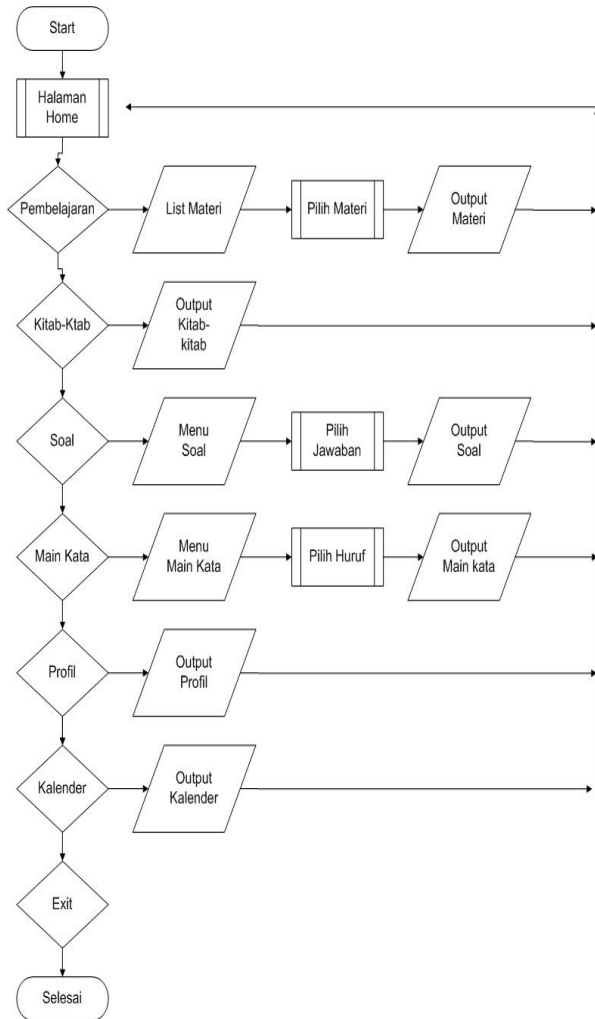 Start
Halaman
Home
Pembelajaran
List Materi
Pilih Materi
Output
Materi
Kitab-Ktab
Output
Kitab-
kitab
Soal
Menu
Soal
Pilih
Jawaban
Output
Soal
Main Kata
Menu
Main Kata
Pilih Huruf
Output
Main kata
Profil
Output
Profil
Kalender
Output
Kalender
Exit
Selesai